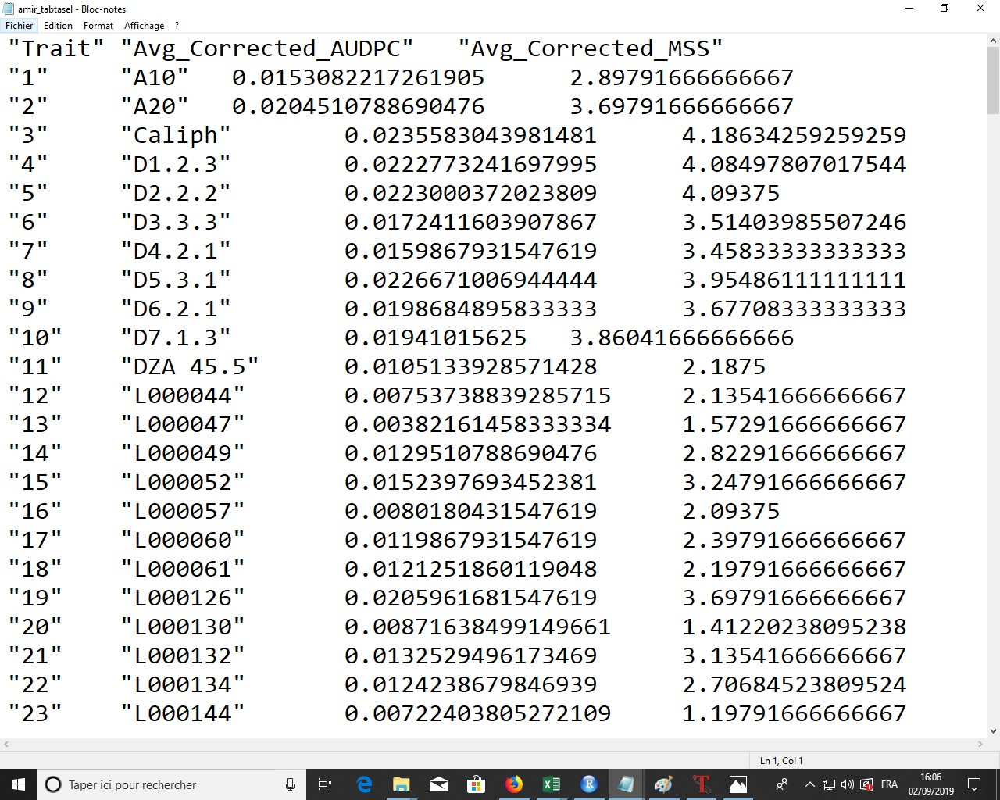 amir_tabtasel - Bloc-notes
Fichier Edition Format Affichage ?
"Trait" "Avg_Corrected_AUDPC" "Avg_Corrected_MSS"
"1" "A10" 0.0153082217261905 2.89791666666667
"2" "A20" 0.0204510788690476 3.69791666666667
"3" "Caliph" 0.0235583043981481 4.18634259259259
"4" "D1.2.3" 0.0222773241697995 4.08497807017544
"5" "D2.2.2" 0.0223000372023809 4.09375
"6" "D3.3.3" 0.0172411603907867 3.51403985507246
"7" "D4.2.1" 0.0159867931547619 3.45833333333333
"8" "D5.3.1" 0.0226671006944444 3.95486111111111
"9" "D6.2.1" 0.0198684895833333 3.67708333333333
"10" "D7.1.3" 0.01941015625 3.86041666666666
"11" "DZA 45.5" 0.0105133928571428 2.1875
"12" "L000044" 0.00753738839285715 2.13541666666667
"13" "L000047" 0.00382161458333334 1.57291666666667
"14" "L000049" 0.0129510788690476 2.82291666666667
"15" "L000052" 0.0152397693452381 3.24791666666667
"16" "L000057" 0.0080180431547619 2.09375
"17" "L000060" 0.0119867931547619 2.39791666666667
"18" "L000061" 0.0121251860119048 2.19791666666667
"19" "L000126" 0.0205961681547619 3.69791666666667
"20" "L000130" 0.00871638499149661 1.41220238095238
"21" "L000132" 0.0132529496173469 3.13541666666667
"22" "L000134" 0.0124238679846939 2.70684523809524
"23" "L000144" 0.00722403805272109 1.19791666666667
Ln 1, Col 1
Taper ici pour rechercher
FRA
16:06
02/09/2019